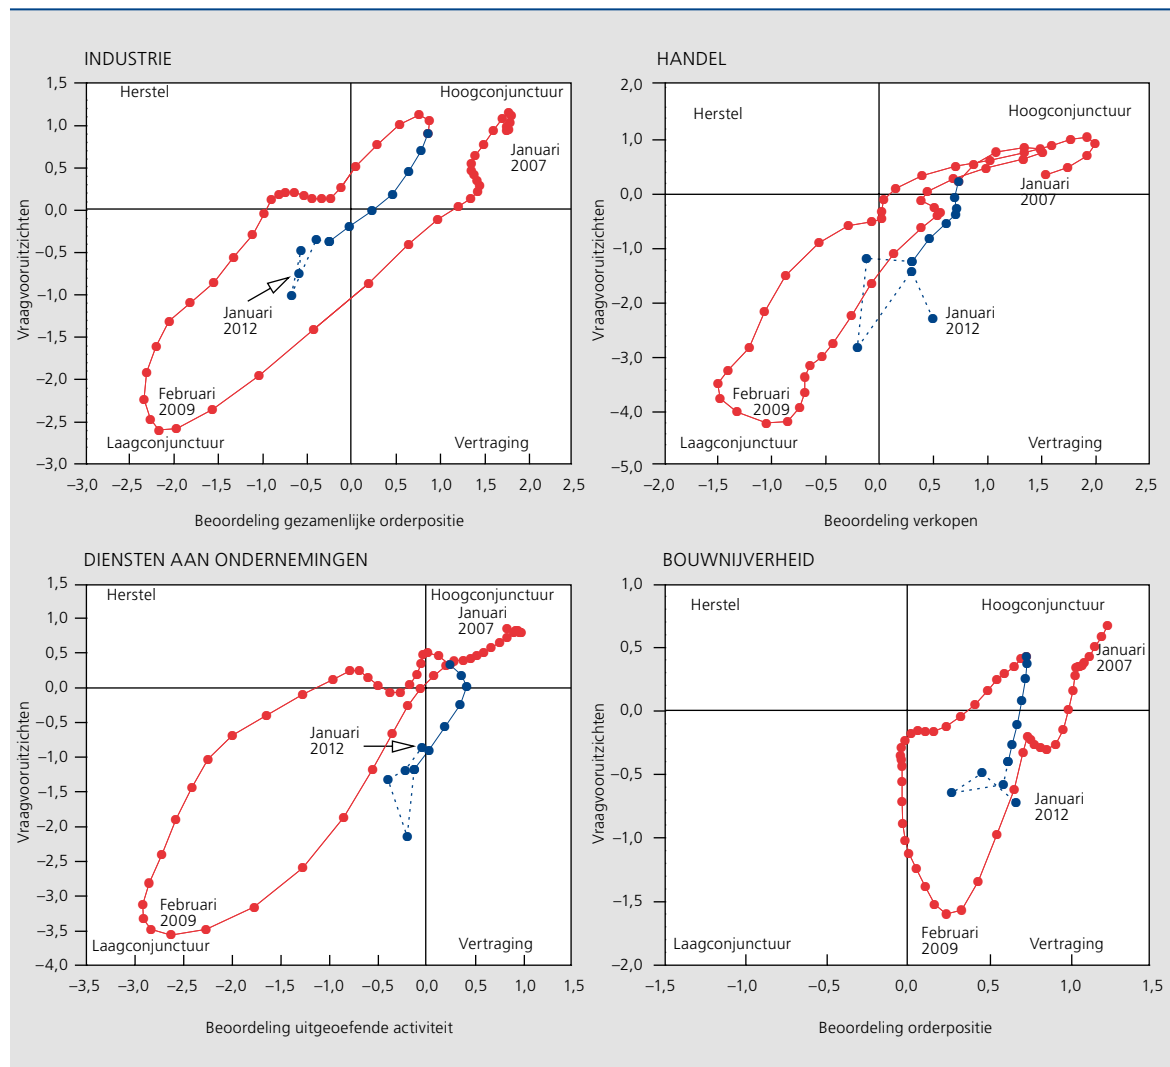 INDUSTRIE
1,5
1,0
0,5
0,0
–0,5
–1,0
–1,5
–2,0
–2,5
–3,0
Vraagvooruitzichten
Herstel
Hoogconjunctuur
Januari
2007
Januari
2012
Februari
2009
Laagconjunctuur
Vertraging
–3,0 –2,5 –2,0 –1,5 –1,0 –0,5 0,0 0,5 1,0 1,5 2,0 2,5
Beoordeling gezamenlijke orderpositie
HANDEL
2,0
1,0
0,0
–1,0
–2,0
–3,0
–4,0
–5,0
Vraagvooruitzichten
Herstel
Hoogconjunctuur
Januari
2007
Januari
2012
Februari
2009
Laagconjunctuur
Vertraging
–2,0 –1,5 –1,0 –0,5 0,0 0,5 1,0 1,5 2,0 2,5
Beoordeling verkopen
DIENSTEN AAN ONDERNEMINGEN
1,5
1,0
0,5
0,0
–0,5
–1,0
–1,5
–2,0
–2,5
–3,0
–3,5
–4,0
Vraagvooruitzichten
Herstel
Hoogconjunctuur
Januari
2007
Januari
2012
Februari
2009
Laagconjunctuur
Vertraging
–3,5 –3,0 –2,5 –2,0 –1,5 –1,0 –0,5 0,0 0,5 1,0 1,5
Beoordeling uitgeoefende activiteit
BOUWNIJVERHEID
1,0
0,5
0,0
–0,5
–1,0
–1,5
–2,0
Vraagvooruitzichten
Herstel
Hoogconjunctuur
Januari
2007
Januari
2012
Februari
2009
Laagconjunctuur
Vertraging
–1,5 –1,0 –0,5 0,0 0,5 1,0 1,5
Beoordeling orderpositie